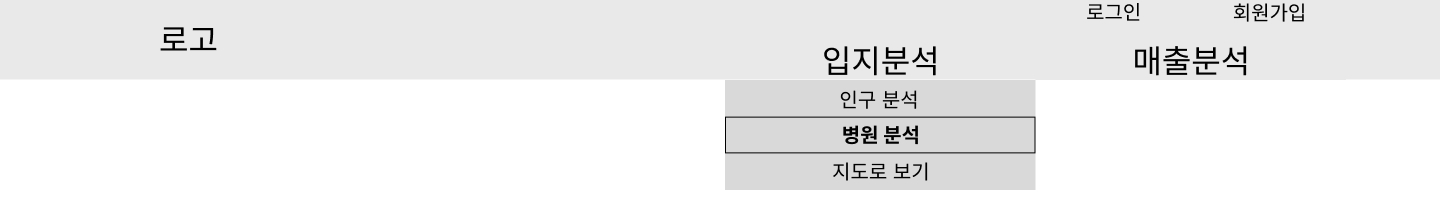 로그인 회원가입
로고
입지분석 매출분석
인구 분석
병원 분석
지도로 보기